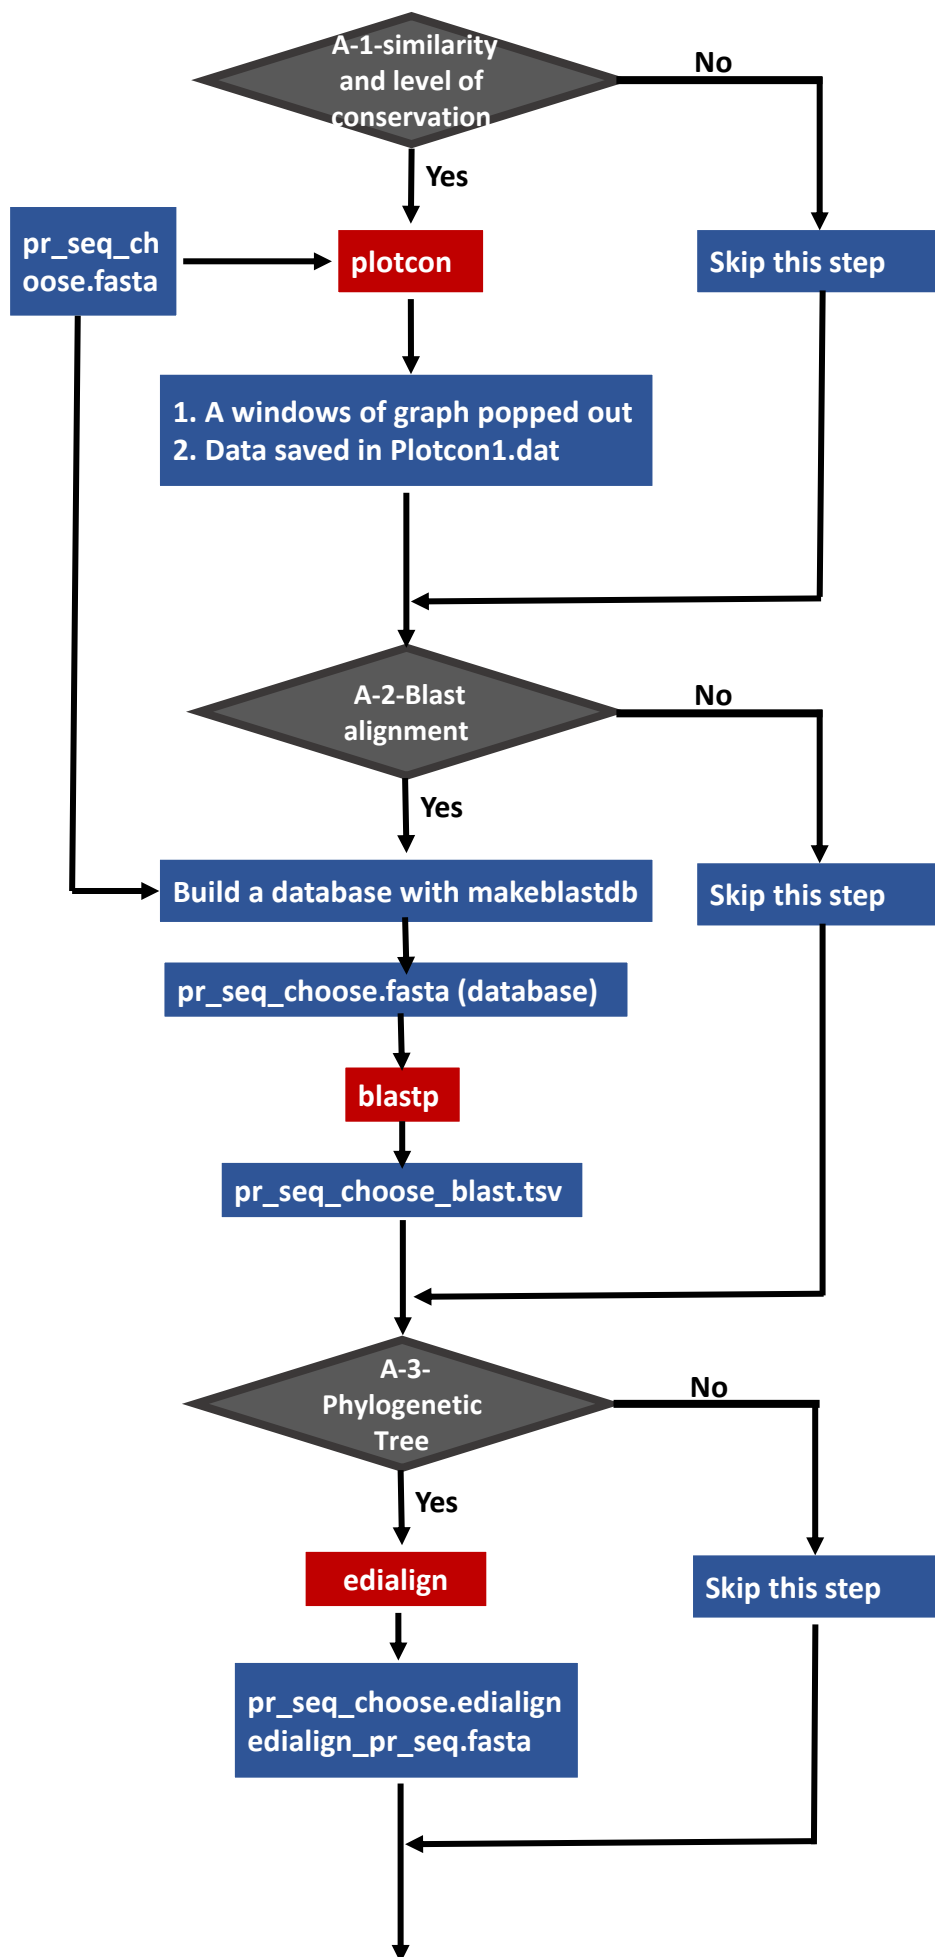 A-1-similarity
and level of
conservation
No
Yes
pr_seq_ch
oose.fasta
plotcon
Skip this step
1. A windows of graph popped out
2. Data saved in Plotcon1.dat
A-2-Blast
alignment
No
Yes
Build a database with makeblastdb
Skip this step
pr_seq_choose.fasta (database)
blastp
pr_seq_choose_blast.tsv
A-3-
Phylogenetic
Tree
No
Yes
edialign
Skip this step
pr_seq_choose.edialign
edialign_pr_seq.fasta